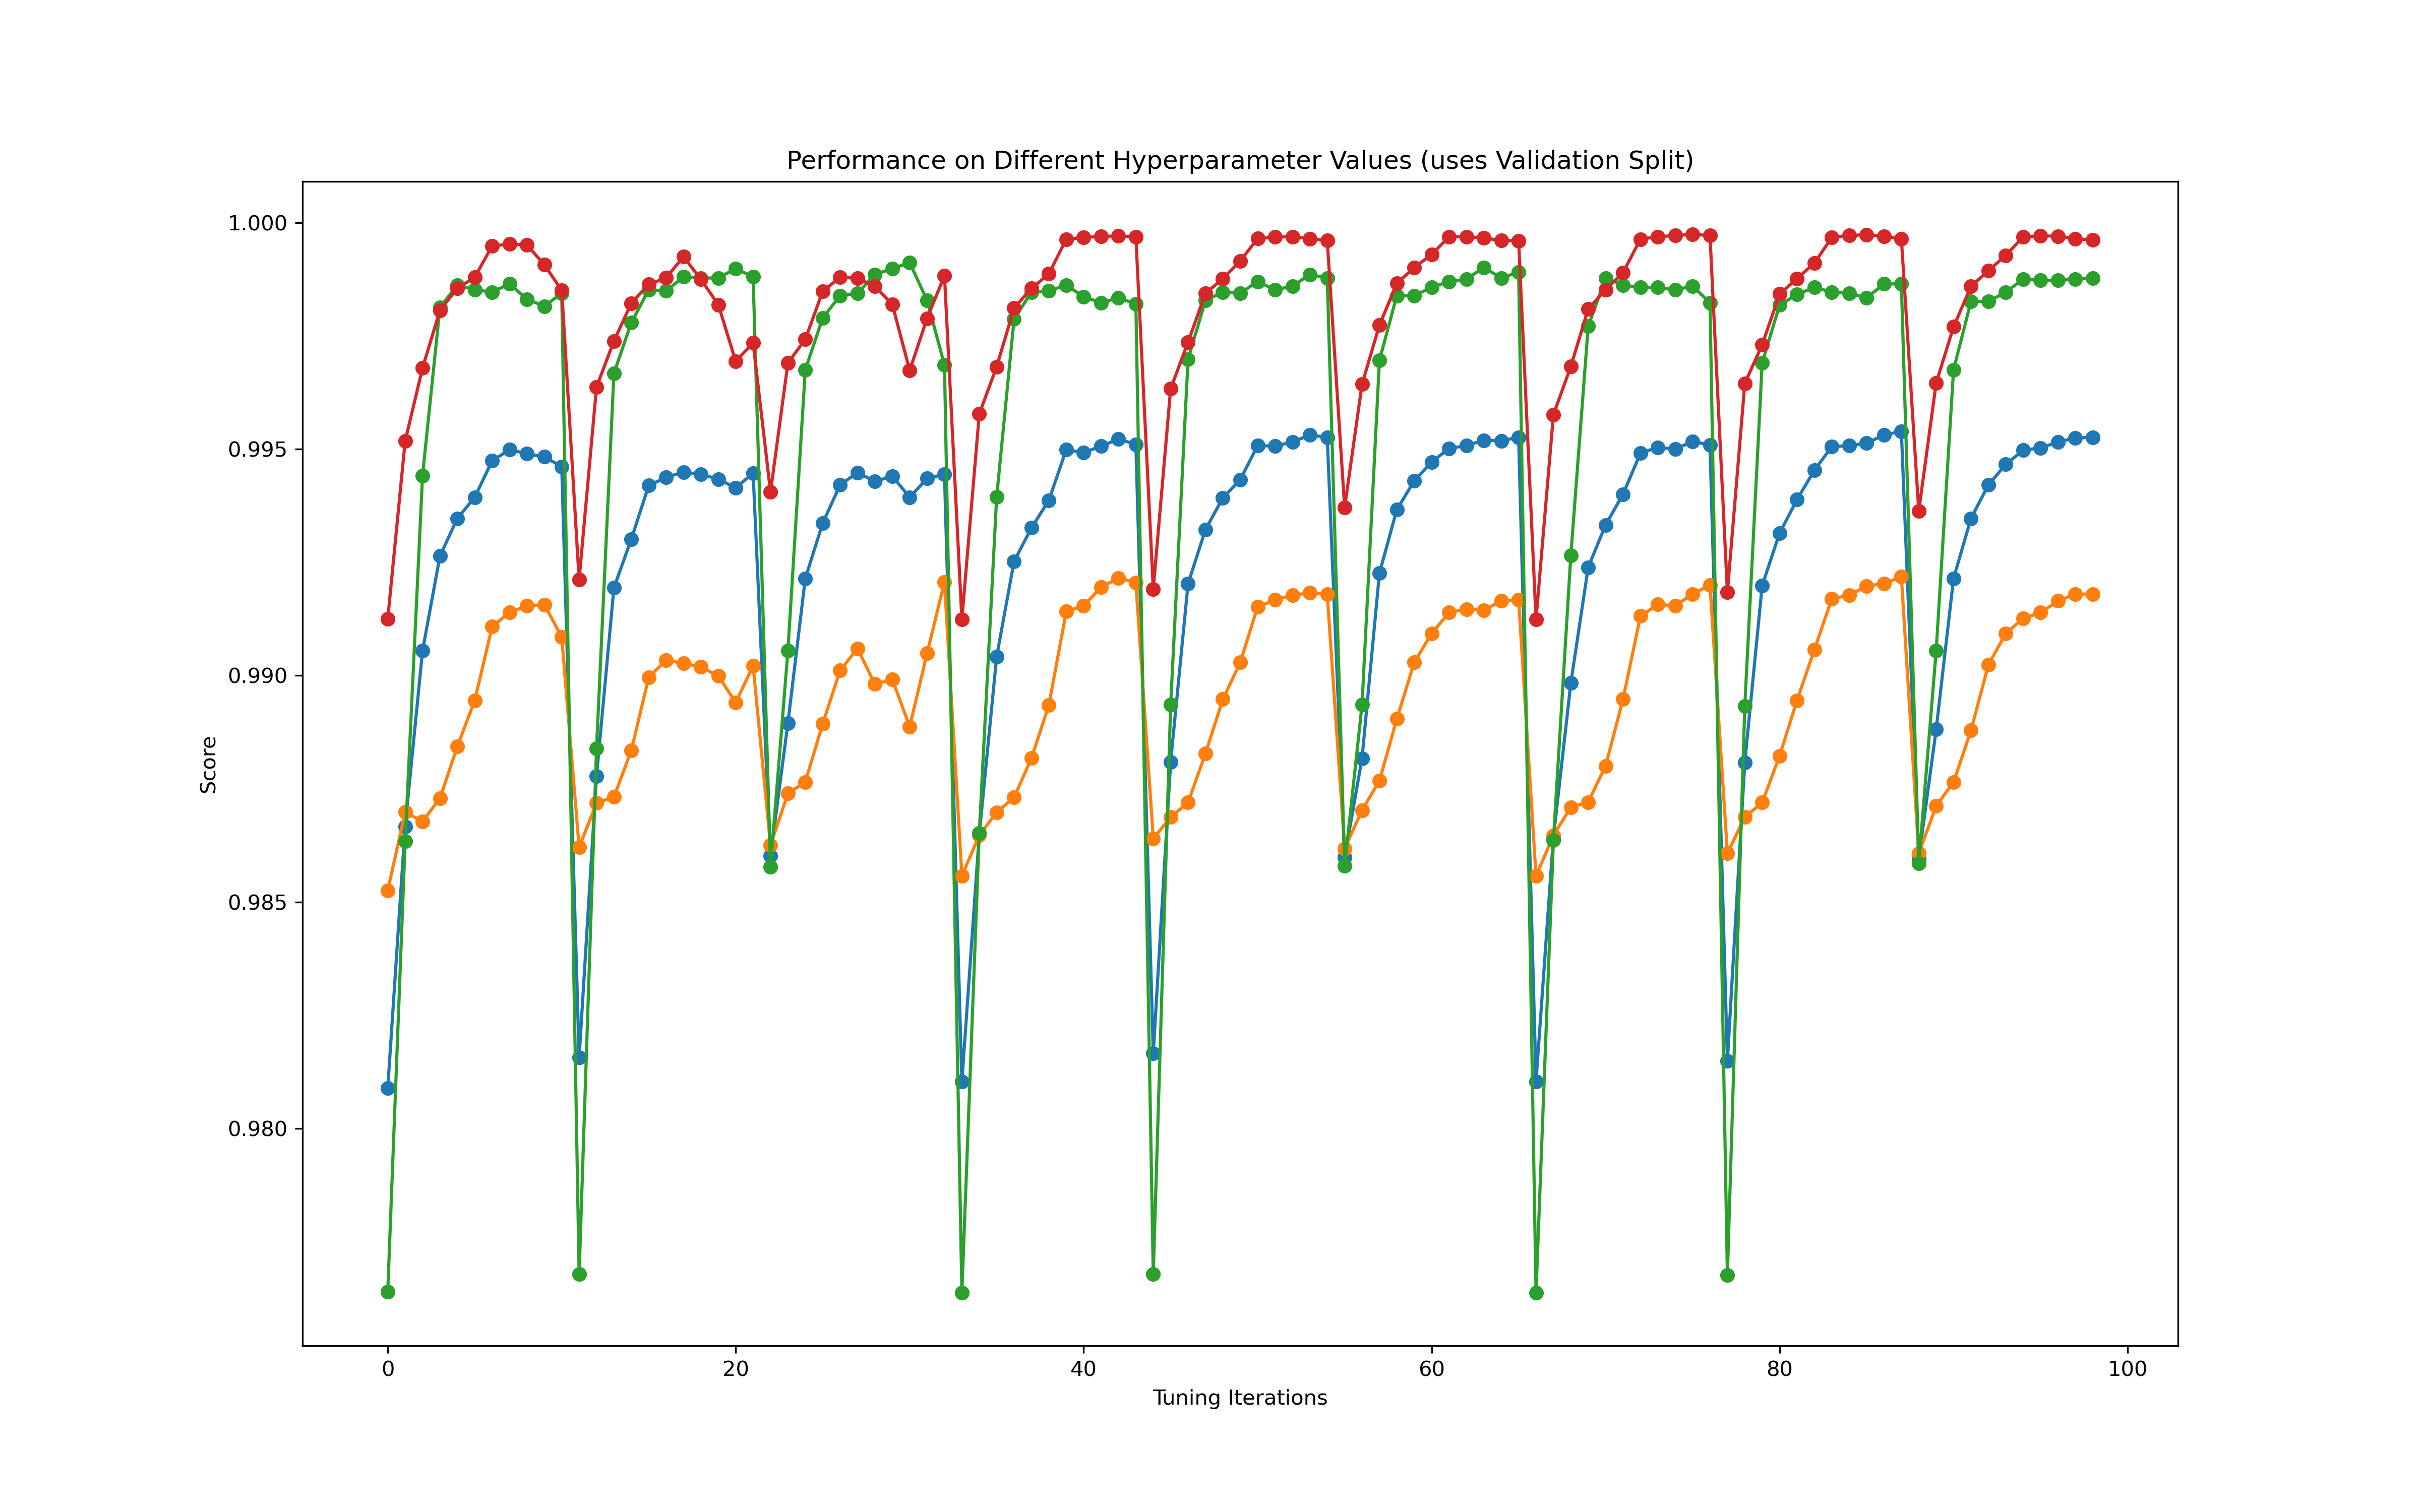 Performance on Different Hyperparameter Values (uses Validation Split)
1.000
0.995
0.990
0.985
0.980
Score
0 20 40 60 80 100
Tuning Iterations